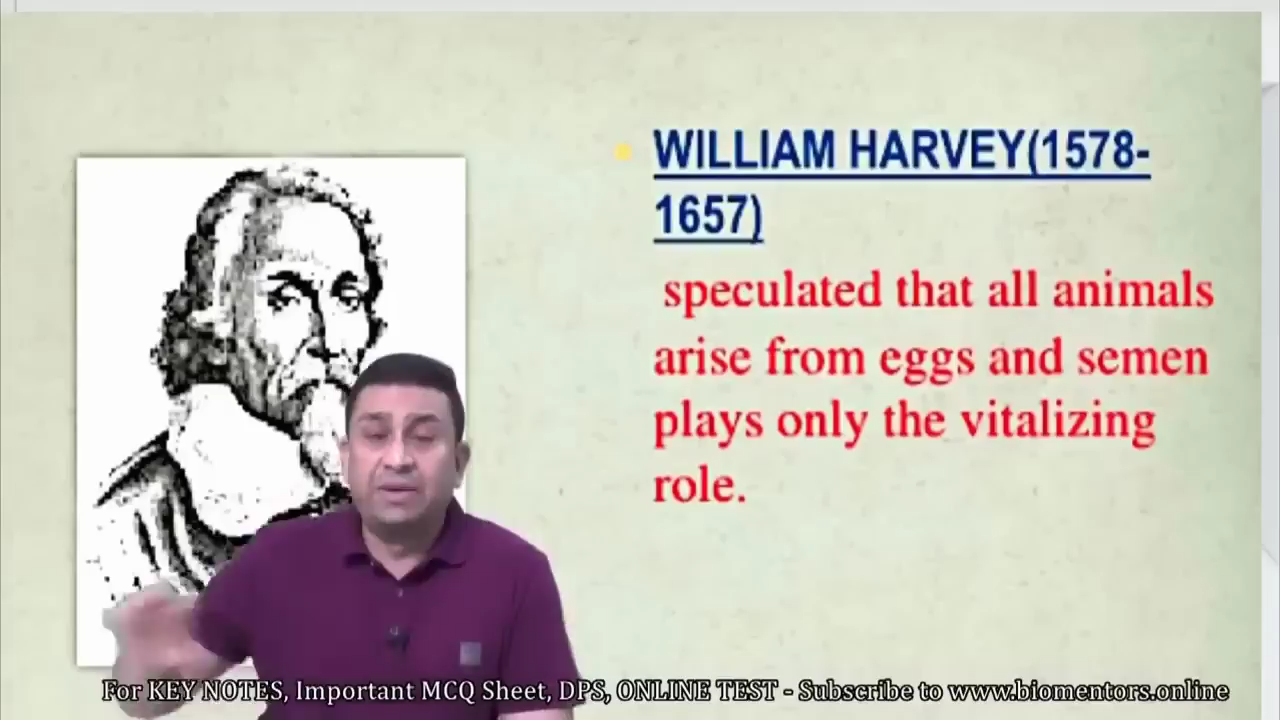 WILLIAM HARVEY(1578-
1657)
speculated that all animals
arise from eggs and semen
plays only the vitalizing
role.
For KEY NOTES, Important MCQ Sheet, DPS, ONLINE TEST - Subscribe to www.biomentors.online